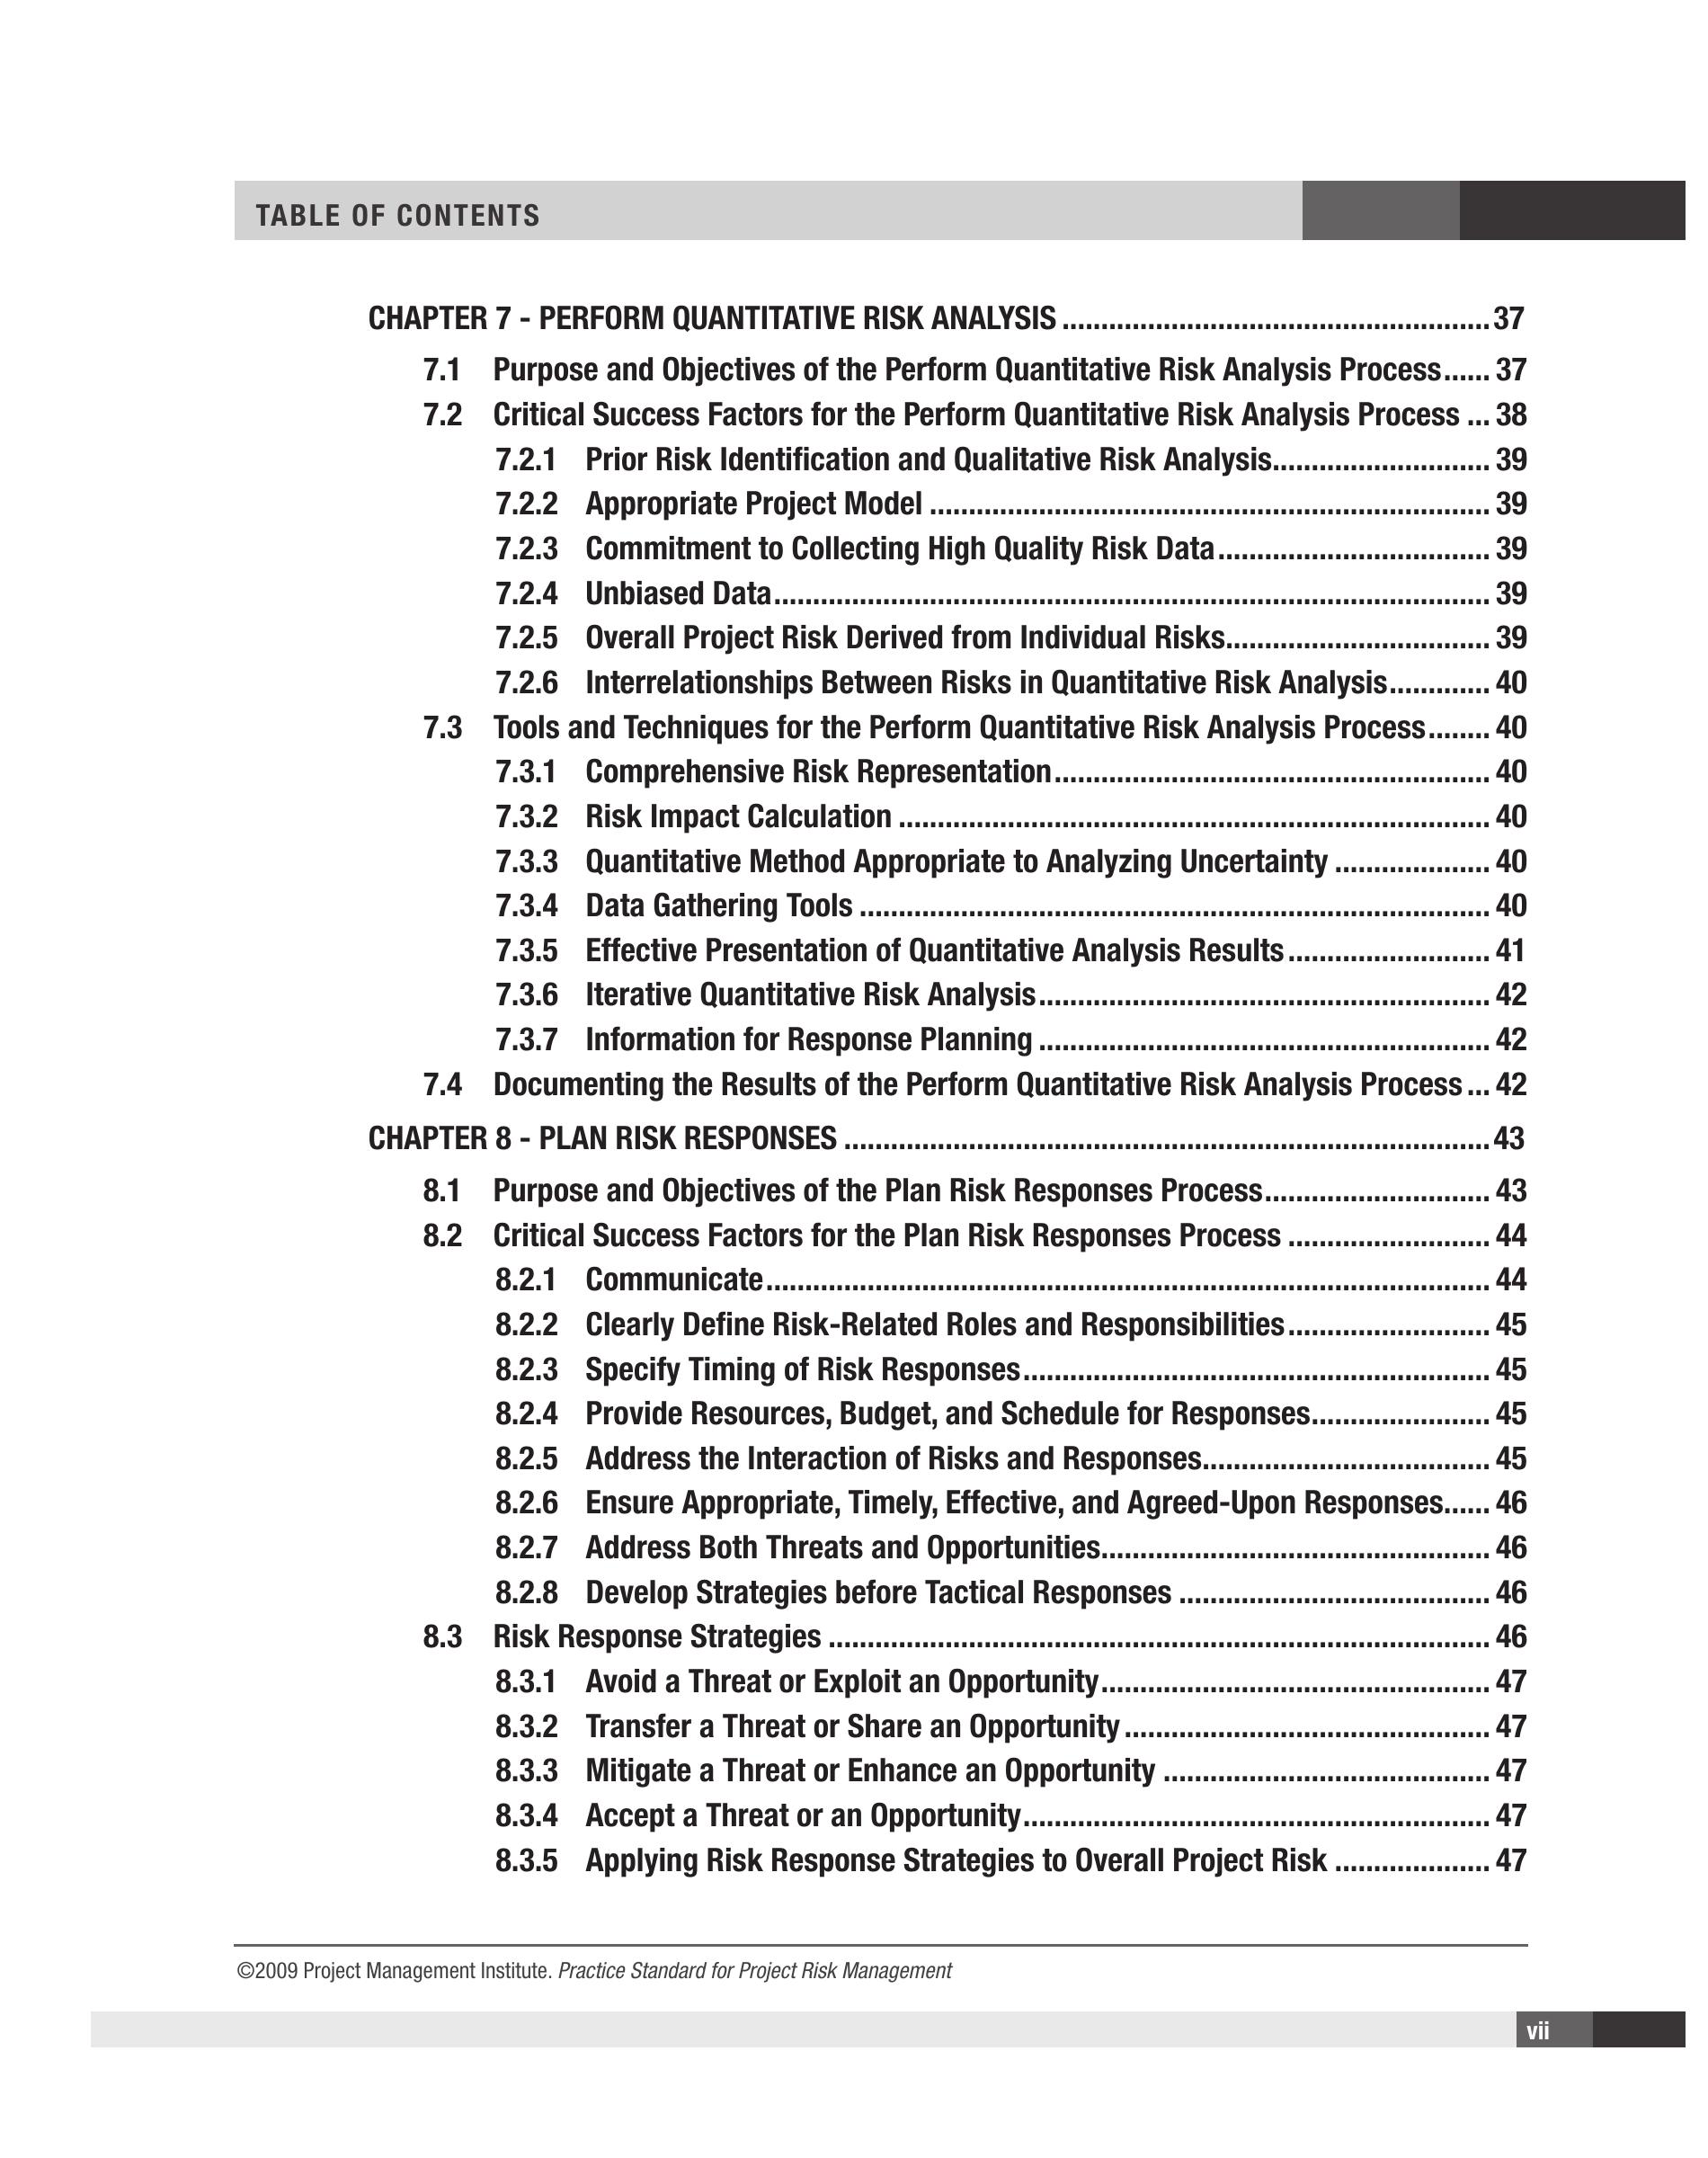 TABLE OF CONTENTS
CHAPTER 7 - PERFORM QUANTITATIVE RISK ANALYSIS ....................................................... 37
7.1 Purpose and Objectives of the Perform Quantitative Risk Analysis Process...... 37
7.2 Critical Success Factors for the Perform Quantitative Risk Analysis Process ... 38
7.2.1 Prior Risk Identification and Qualitative Risk Analysis............................ 39
7.2.2 Appropriate Project Model ........................................................................ 39
7.2.3 Commitment to Collecting High Quality Risk Data................................... 39
7.2.4 Unbiased Data............................................................................................ 39
7.2.5 Overall Project Risk Derived from Individual Risks.................................. 39
7.2.6 Interrelationships Between Risks in Quantitative Risk Analysis............. 40
7.3 Tools and Techniques for the Perform Quantitative Risk Analysis Process........ 40
7.3.1 Comprehensive Risk Representation........................................................ 40
7.3.2 Risk Impact Calculation ............................................................................ 40
7.3.3 Quantitative Method Appropriate to Analyzing Uncertainty .................... 40
7.3.4 Data Gathering Tools ................................................................................. 40
7.3.5 Effective Presentation of Quantitative Analysis Results.......................... 41
7.3.6 Iterative Quantitative Risk Analysis.......................................................... 42
7.3.7 Information for Response Planning .......................................................... 42
7.4 Documenting the Results of the Perform Quantitative Risk Analysis Process ... 42
CHAPTER 8 - PLAN RISK RESPONSES ................................................................................... 43
8.1 Purpose and Objectives of the Plan Risk Responses Process............................. 43
8.2 Critical Success Factors for the Plan Risk Responses Process .......................... 44
8.2.1 Communicate............................................................................................. 44
8.2.2 Clearly Define Risk-Related Roles and Responsibilities.......................... 45
8.2.3 Specify Timing of Risk Responses............................................................ 45
8.2.4 Provide Resources, Budget, and Schedule for Responses....................... 45
8.2.5 Address the Interaction of Risks and Responses..................................... 45
8.2.6 Ensure Appropriate, Timely, Effective, and Agreed-Upon Responses...... 46
8.2.7 Address Both Threats and Opportunities.................................................. 46
8.2.8 Develop Strategies before Tactical Responses ........................................ 46
8.3 Risk Response Strategies ..................................................................................... 46
8.3.1 Avoid a Threat or Exploit an Opportunity.................................................. 47
8.3.2 Transfer a Threat or Share an Opportunity............................................... 47
8.3.3 Mitigate a Threat or Enhance an Opportunity .......................................... 47
8.3.4 Accept a Threat or an Opportunity............................................................ 47
8.3.5 Applying Risk Response Strategies to Overall Project Risk .................... 47
©2009 Project Management Institute. Practice Standard for Project Risk Management
vii